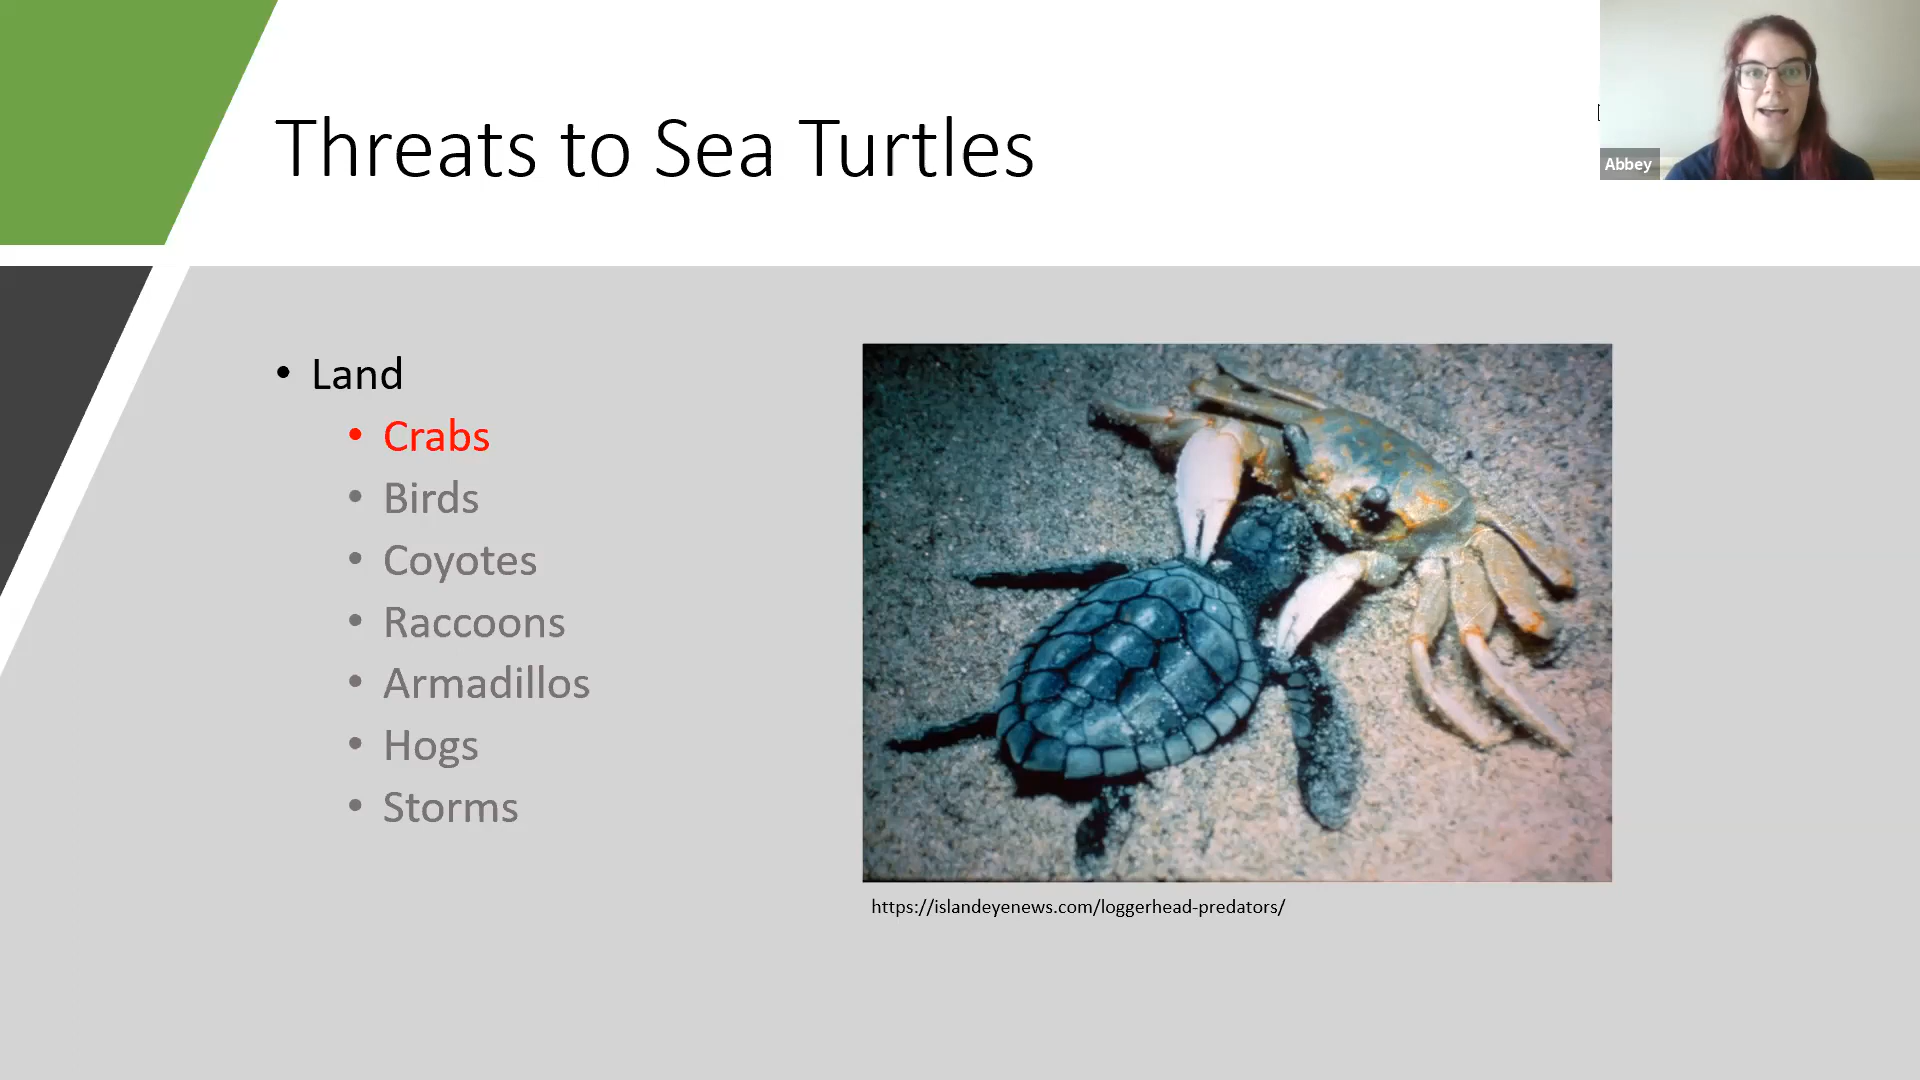 Threats to Sea Turtles
Abbey
• Land
• Crabs
• Birds
• Coyotes
• Raccoons
• Armadillos
• Hogs
• Storms
https://islandeyenews.com/loggerhead-predators/